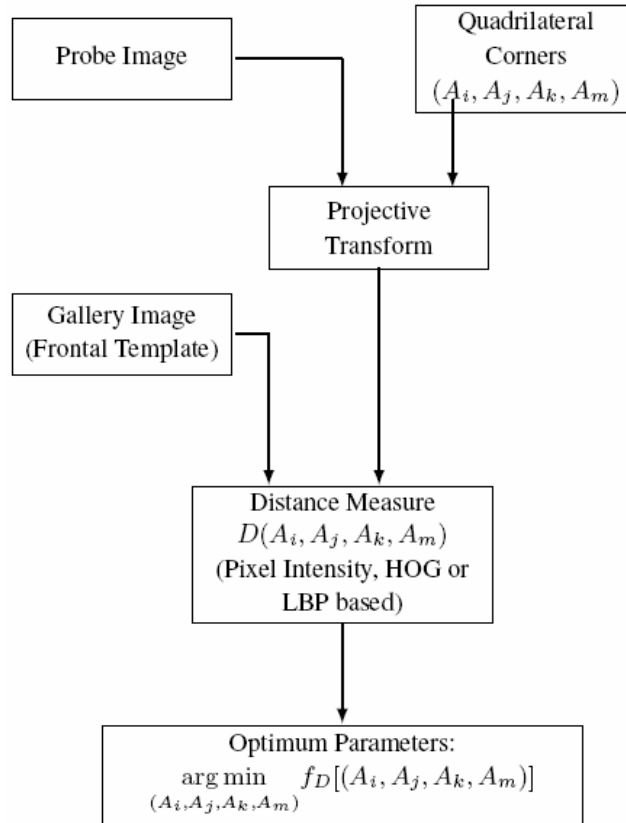 Probe Image
Quadrilateral
Corners
(A_i, A_j, A_k, A_m)
Projective
Transform
Gallery Image
(Frontal Template)
Distance Measure
D(A_i, A_j, A_k, A_m)
(Pixel Intensity, HOG or
LBP based)
Optimum Parameters:
arg min f_D[(A_i, A_j, A_k, A_m)]
(A_i,A_j,A_k,A_m)